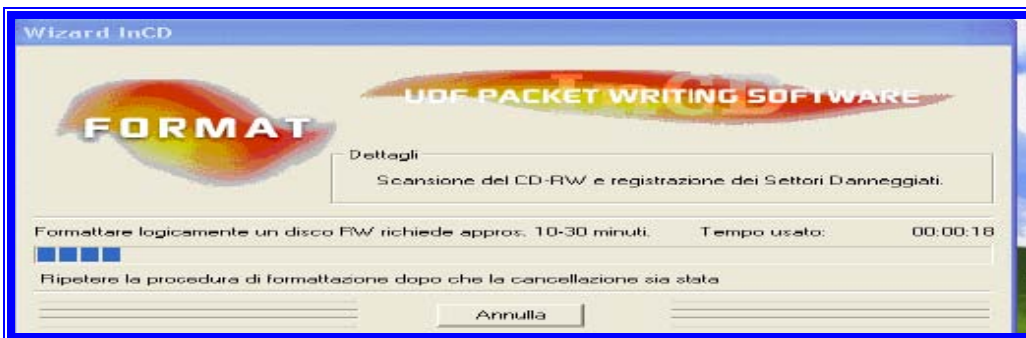 Wizard InCD
InCD
UDF PACKET WRITING SOFTWARE
FORMAT
Dettagli
Scansione del CD-RW e registrazione dei Settori Danneggiati.
Formattare logicamente un disco RW richiede appros. 10-30 minuti. Tempo usato: 00:00:18
Ripetere la procedura di formattazione dopo che la cancellazione sia stata
Annulla